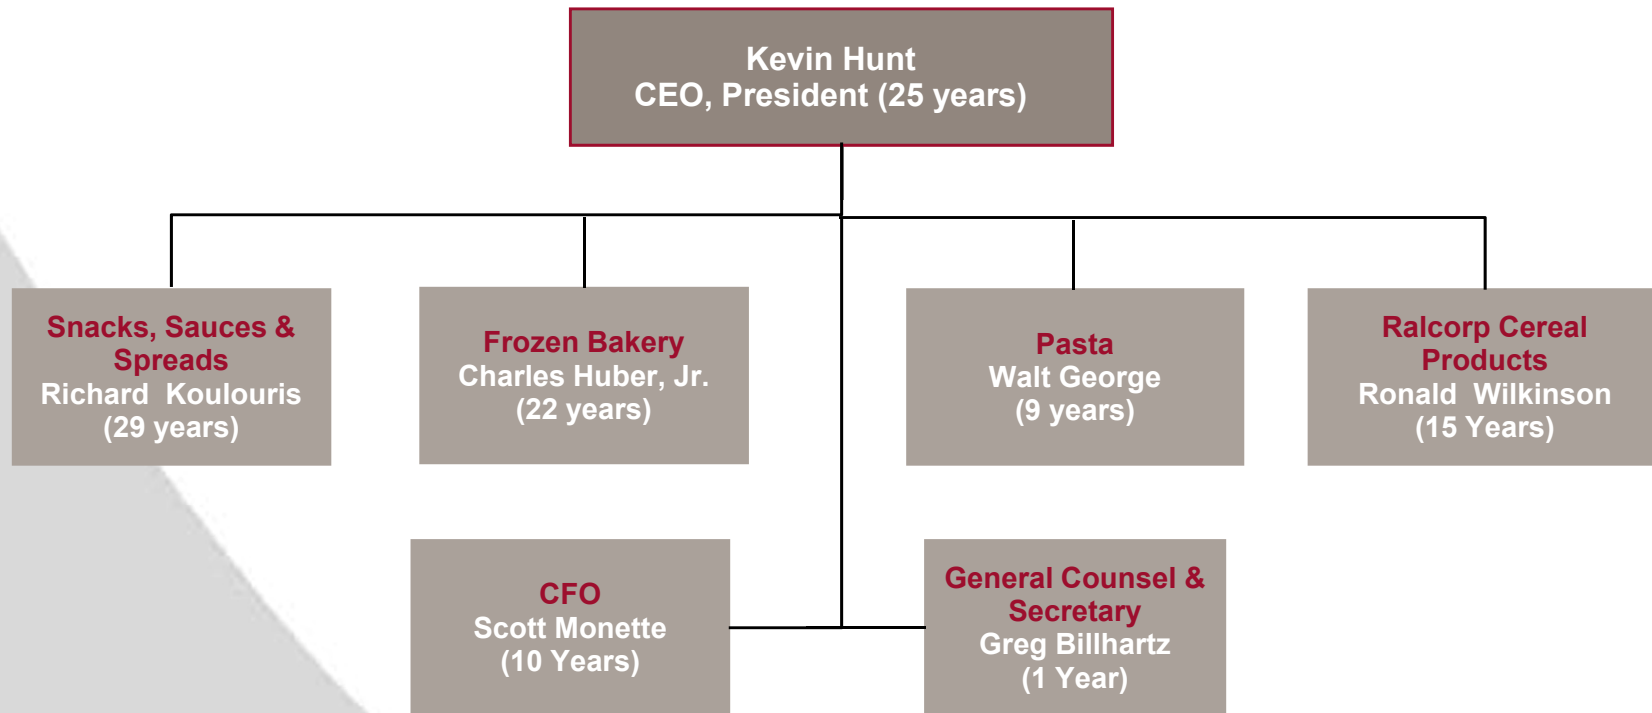 Kevin Hunt
CEO, President (25 years)
Snacks, Sauces &
Spreads
Richard Koulouris
(29 years)
Frozen Bakery
Charles Huber, Jr.
(22 years)
Pasta
Walt George
(9 years)
Ralcorp Cereal
Products
Ronald Wilkinson
(15 Years)
CFO
Scott Monette
(10 Years)
General Counsel &
Secretary
Greg Billhartz
(1 Year)